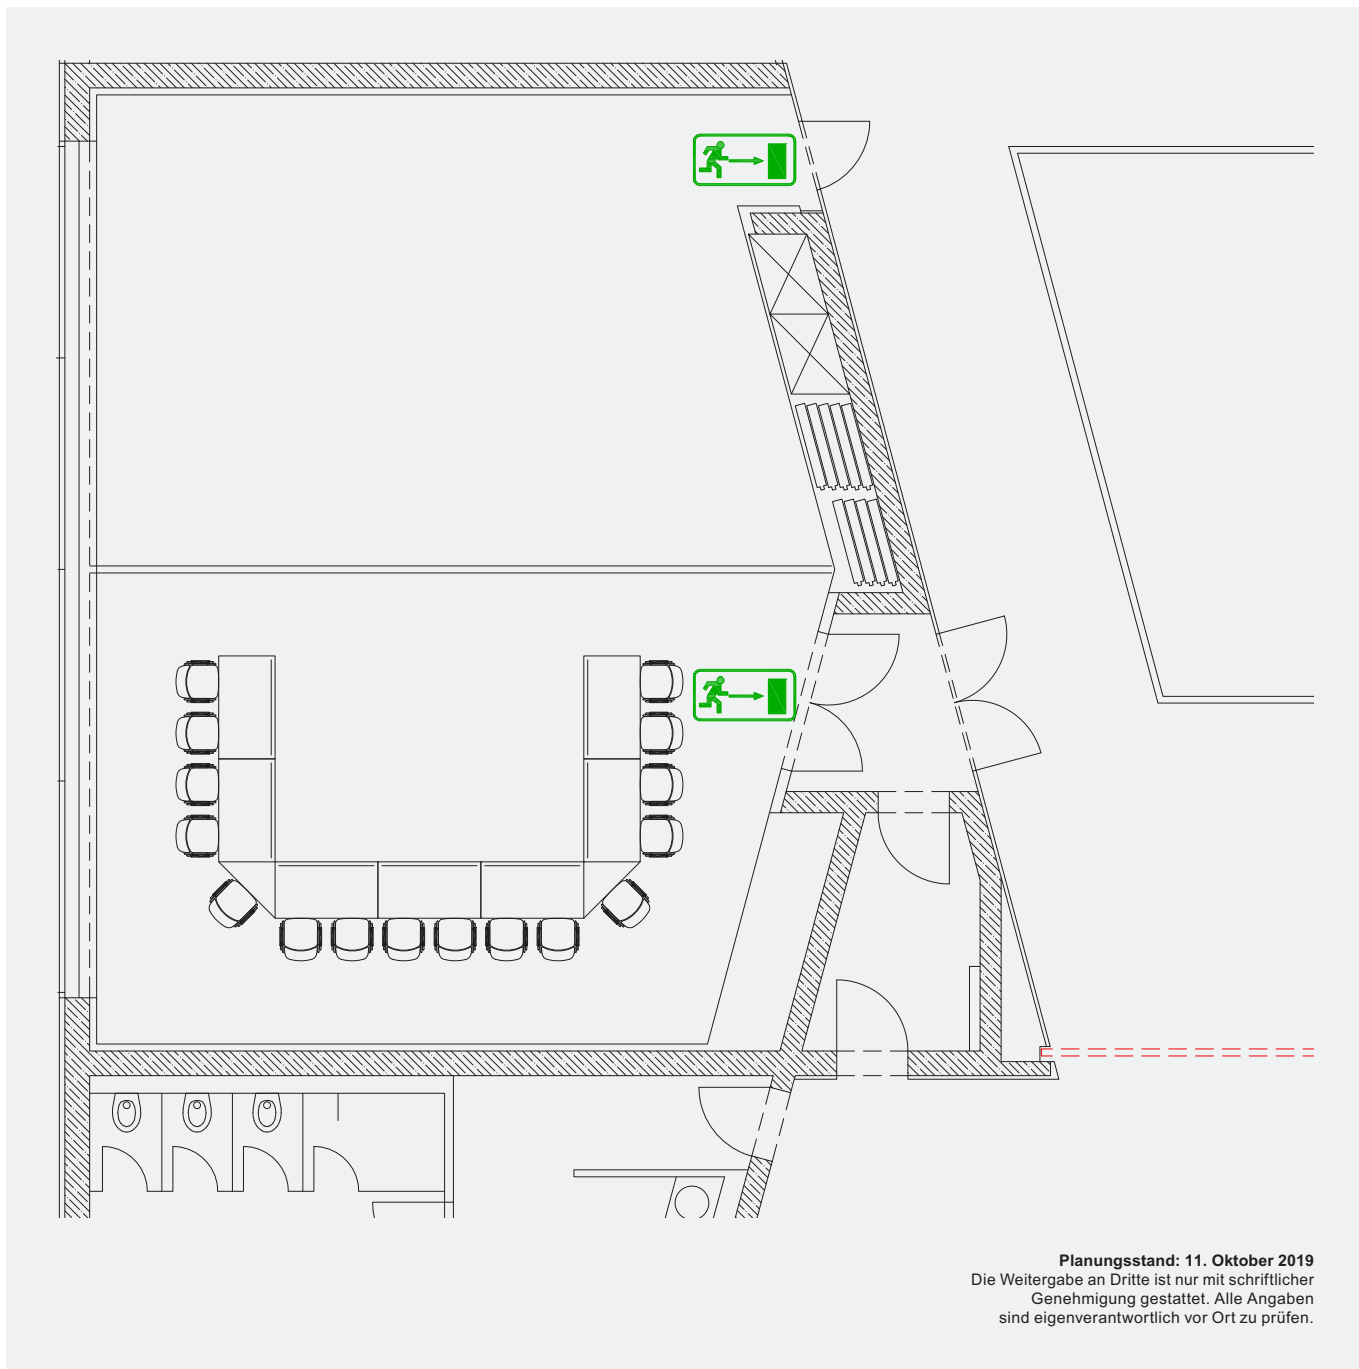 Planungsstand: 11. Oktober 2019
Die Weitergabe an Dritte ist nur mit schriftlicher
Genehmigung gestattet. Alle Angaben
sind eigenverantwortlich vor Ort zu prüfen.